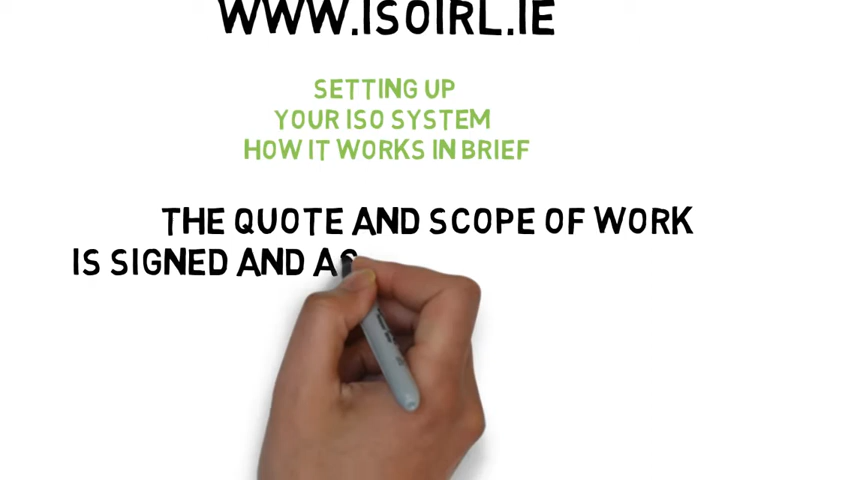 WWW.ISOIRL.IE
SETTING UP
YOUR ISO SYSTEM
HOW IT WORKS IN BRIEF
THE QUOTE AND SCOPE OF WORK
IS SIGNED AND AS